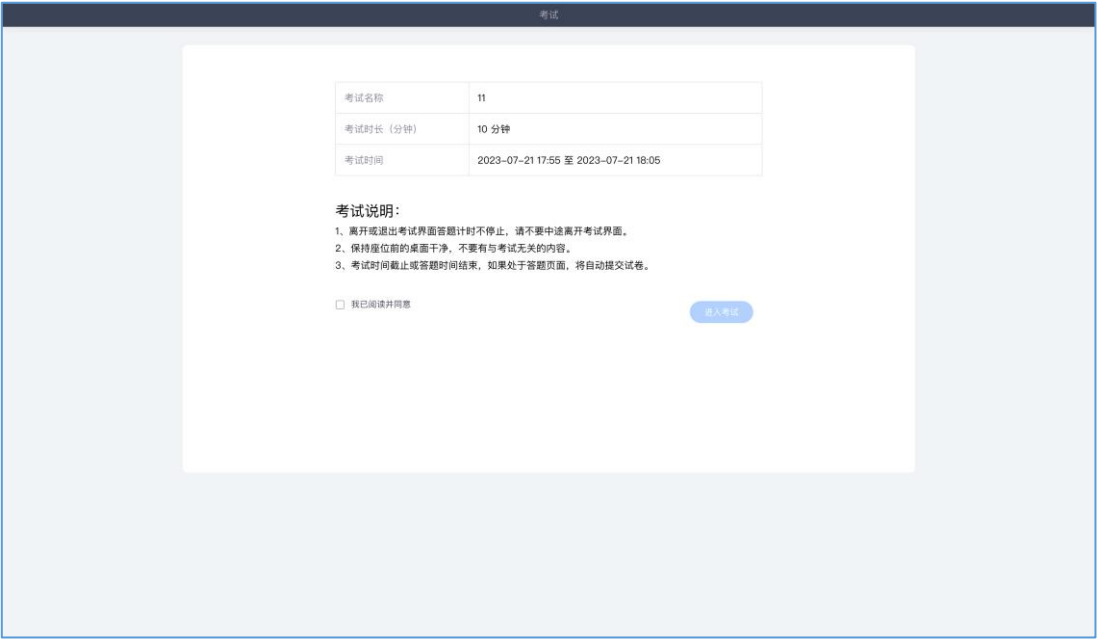 考试
考试名称 11
考试时长（分钟） 10 分钟
考试时间 2023-07-21 17:55 至 2023-07-21 18:05
考试说明：
1、离开或退出考试界面答题计时不停止，请不要中途离开考试界面。
2、保持座位前的桌面干净，不要有与考试无关的内容。
3、考试时间截止或答题时间结束，如果处于答题页面，将自动提交试卷。
我已阅读并同意
进入考试